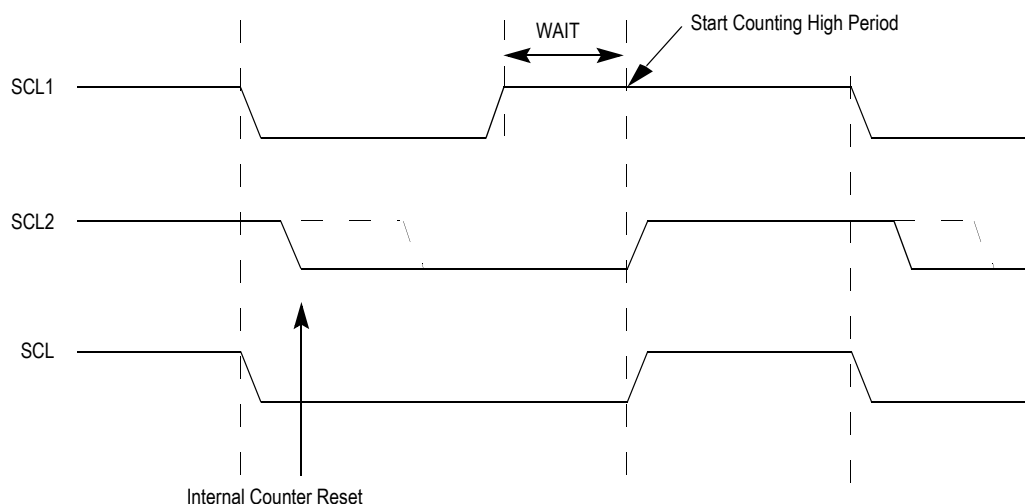 Start Counting High Period
WAIT
SCL1
SCL2
SCL
Internal Counter Reset